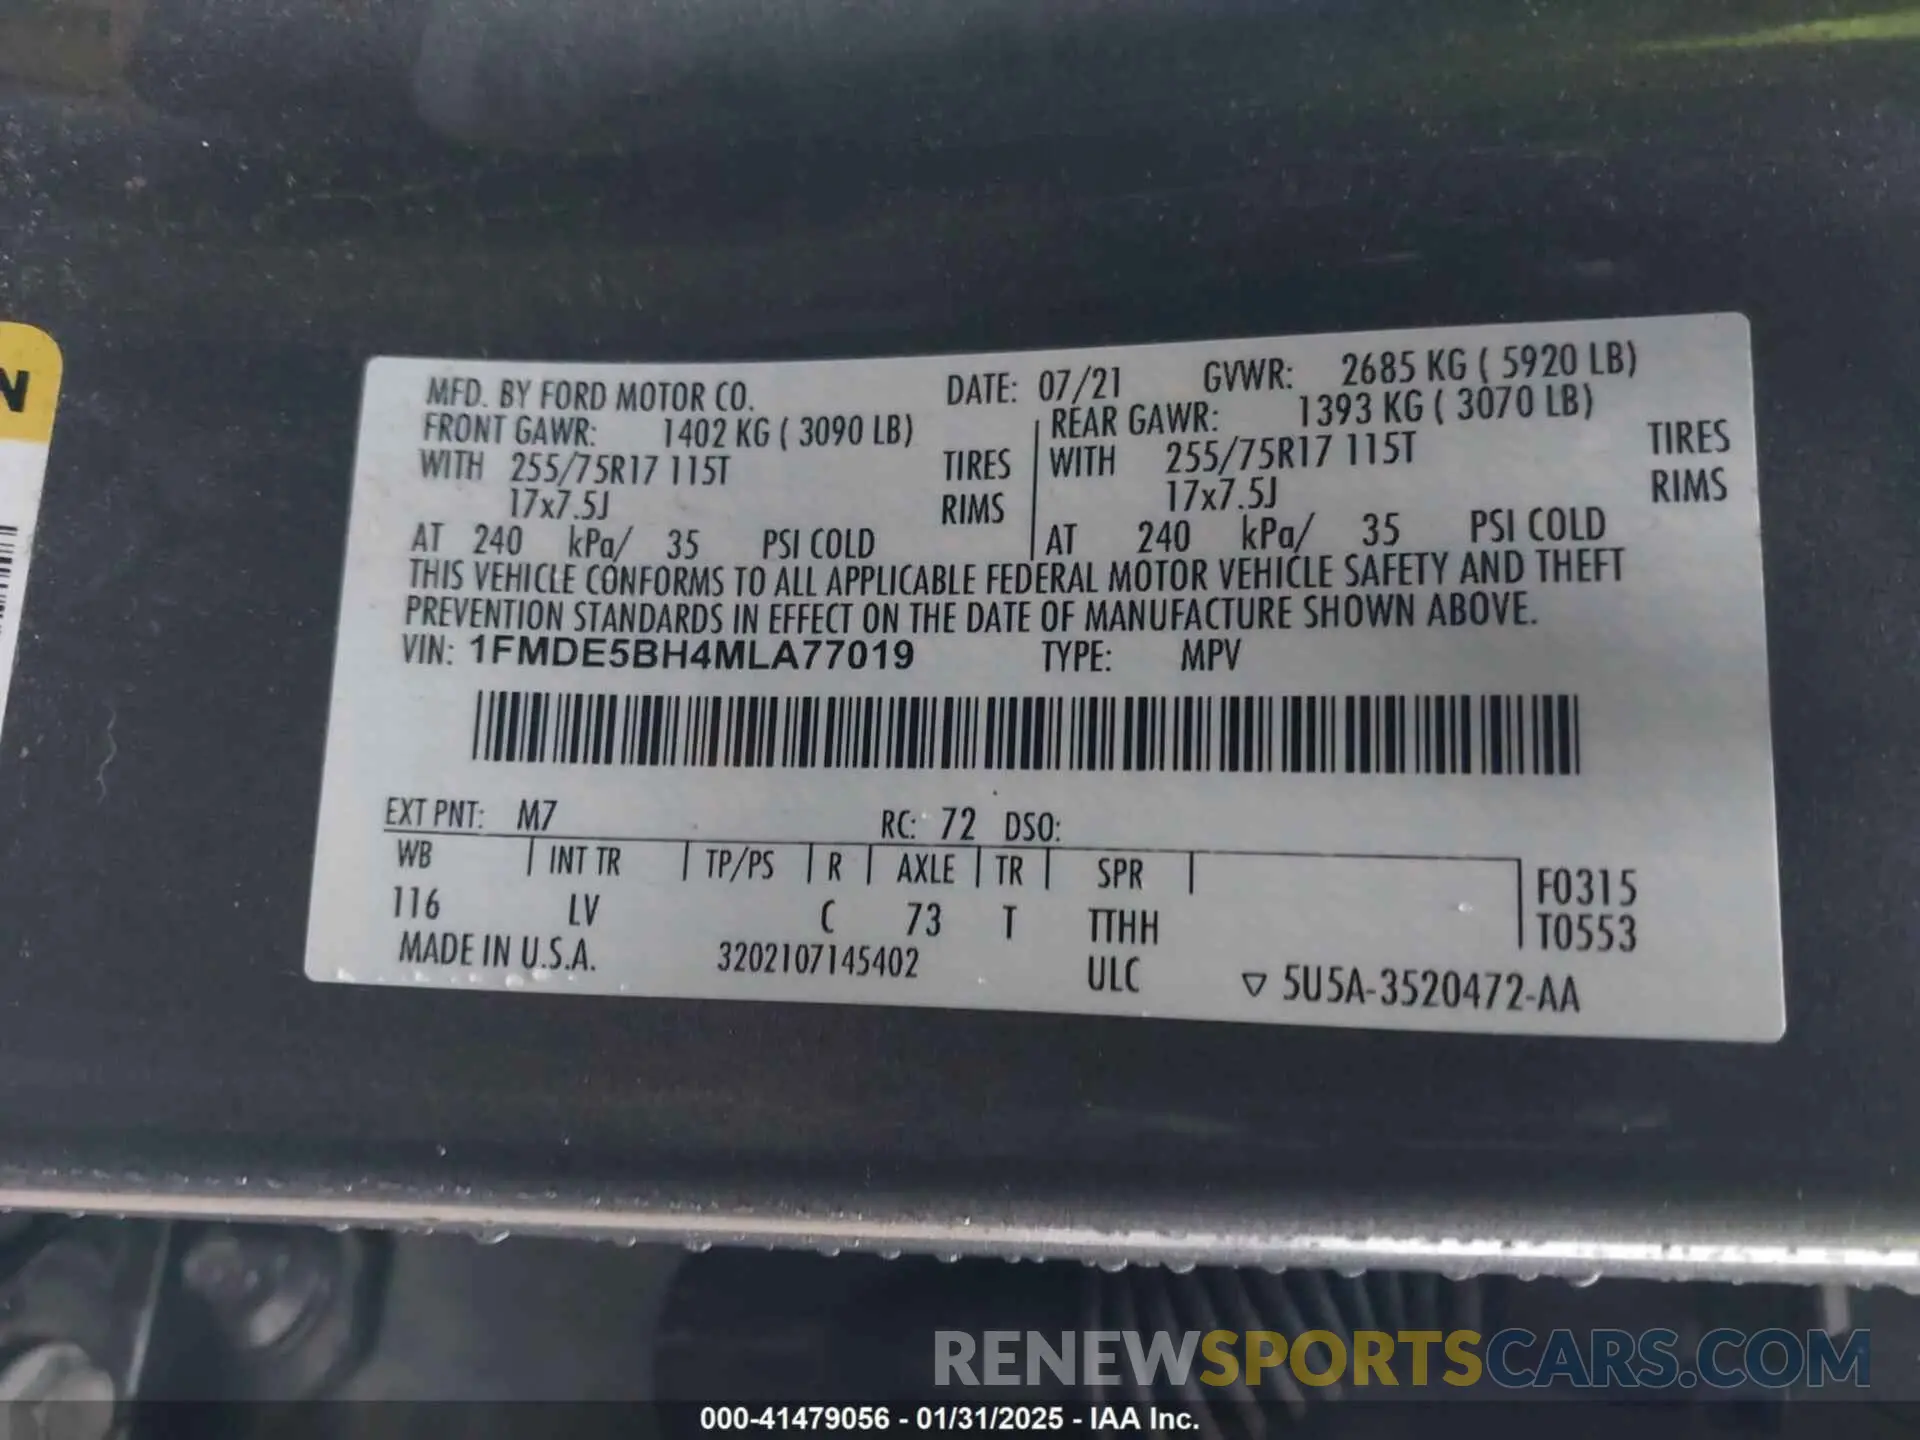 N
MFD. BY FORD MOTOR CO. DATE: 07/21 GVWR: 2685 KG ( 5920 LB)
FRONT GAWR: 1402 KG ( 3090 LB) REAR GAWR: 1393 KG ( 3070 LB)
WITH 255/75R17 115T TIRES WITH 255/75R17 115T TIRES
17x7.5J RIMS 17x7.5J RIMS
AT 240 kPa/ 35 PSI COLD AT 240 kPa/ 35 PSI COLD
THIS VEHICLE CONFORMS TO ALL APPLICABLE FEDERAL MOTOR VEHICLE SAFETY AND THEFT
PREVENTION STANDARDS IN EFFECT ON THE DATE OF MANUFACTURE SHOWN ABOVE.
VIN: 1FMDE5BH4MLA77019 TYPE: MPV
EXT PNT: M7 RC: 72 DSO:
WB INT TR TP/PS R AXLE TR SPR F0315
116 LV C 73 T TTHH T0553
MADE IN U.S.A. 3202107145402 ULC ▽ 5U5A-3520472-AA
RENEWSPORTSCARS.COM
000-41479056 - 01/31/2025 - IAA Inc.